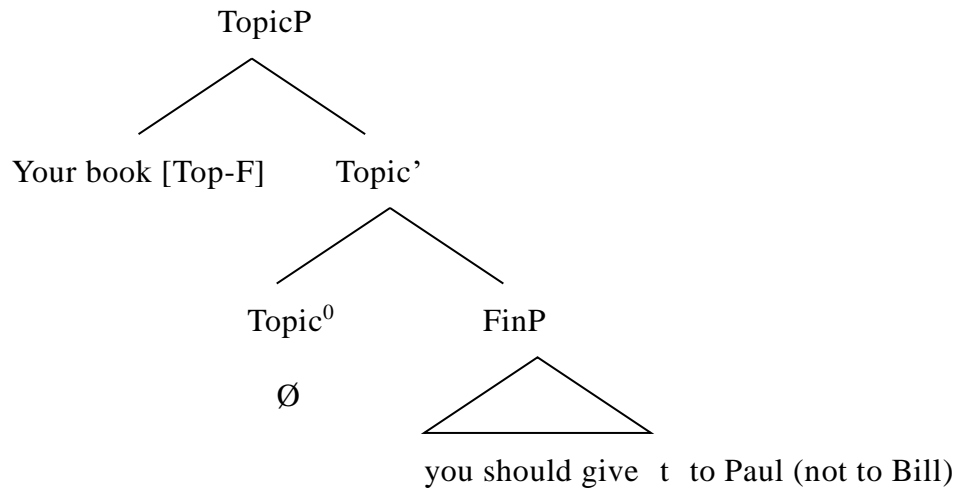 TopicP
Your book [Top-F] Topic’
Topic⁰ FinP
Ø
you should give t to Paul (not to Bill)